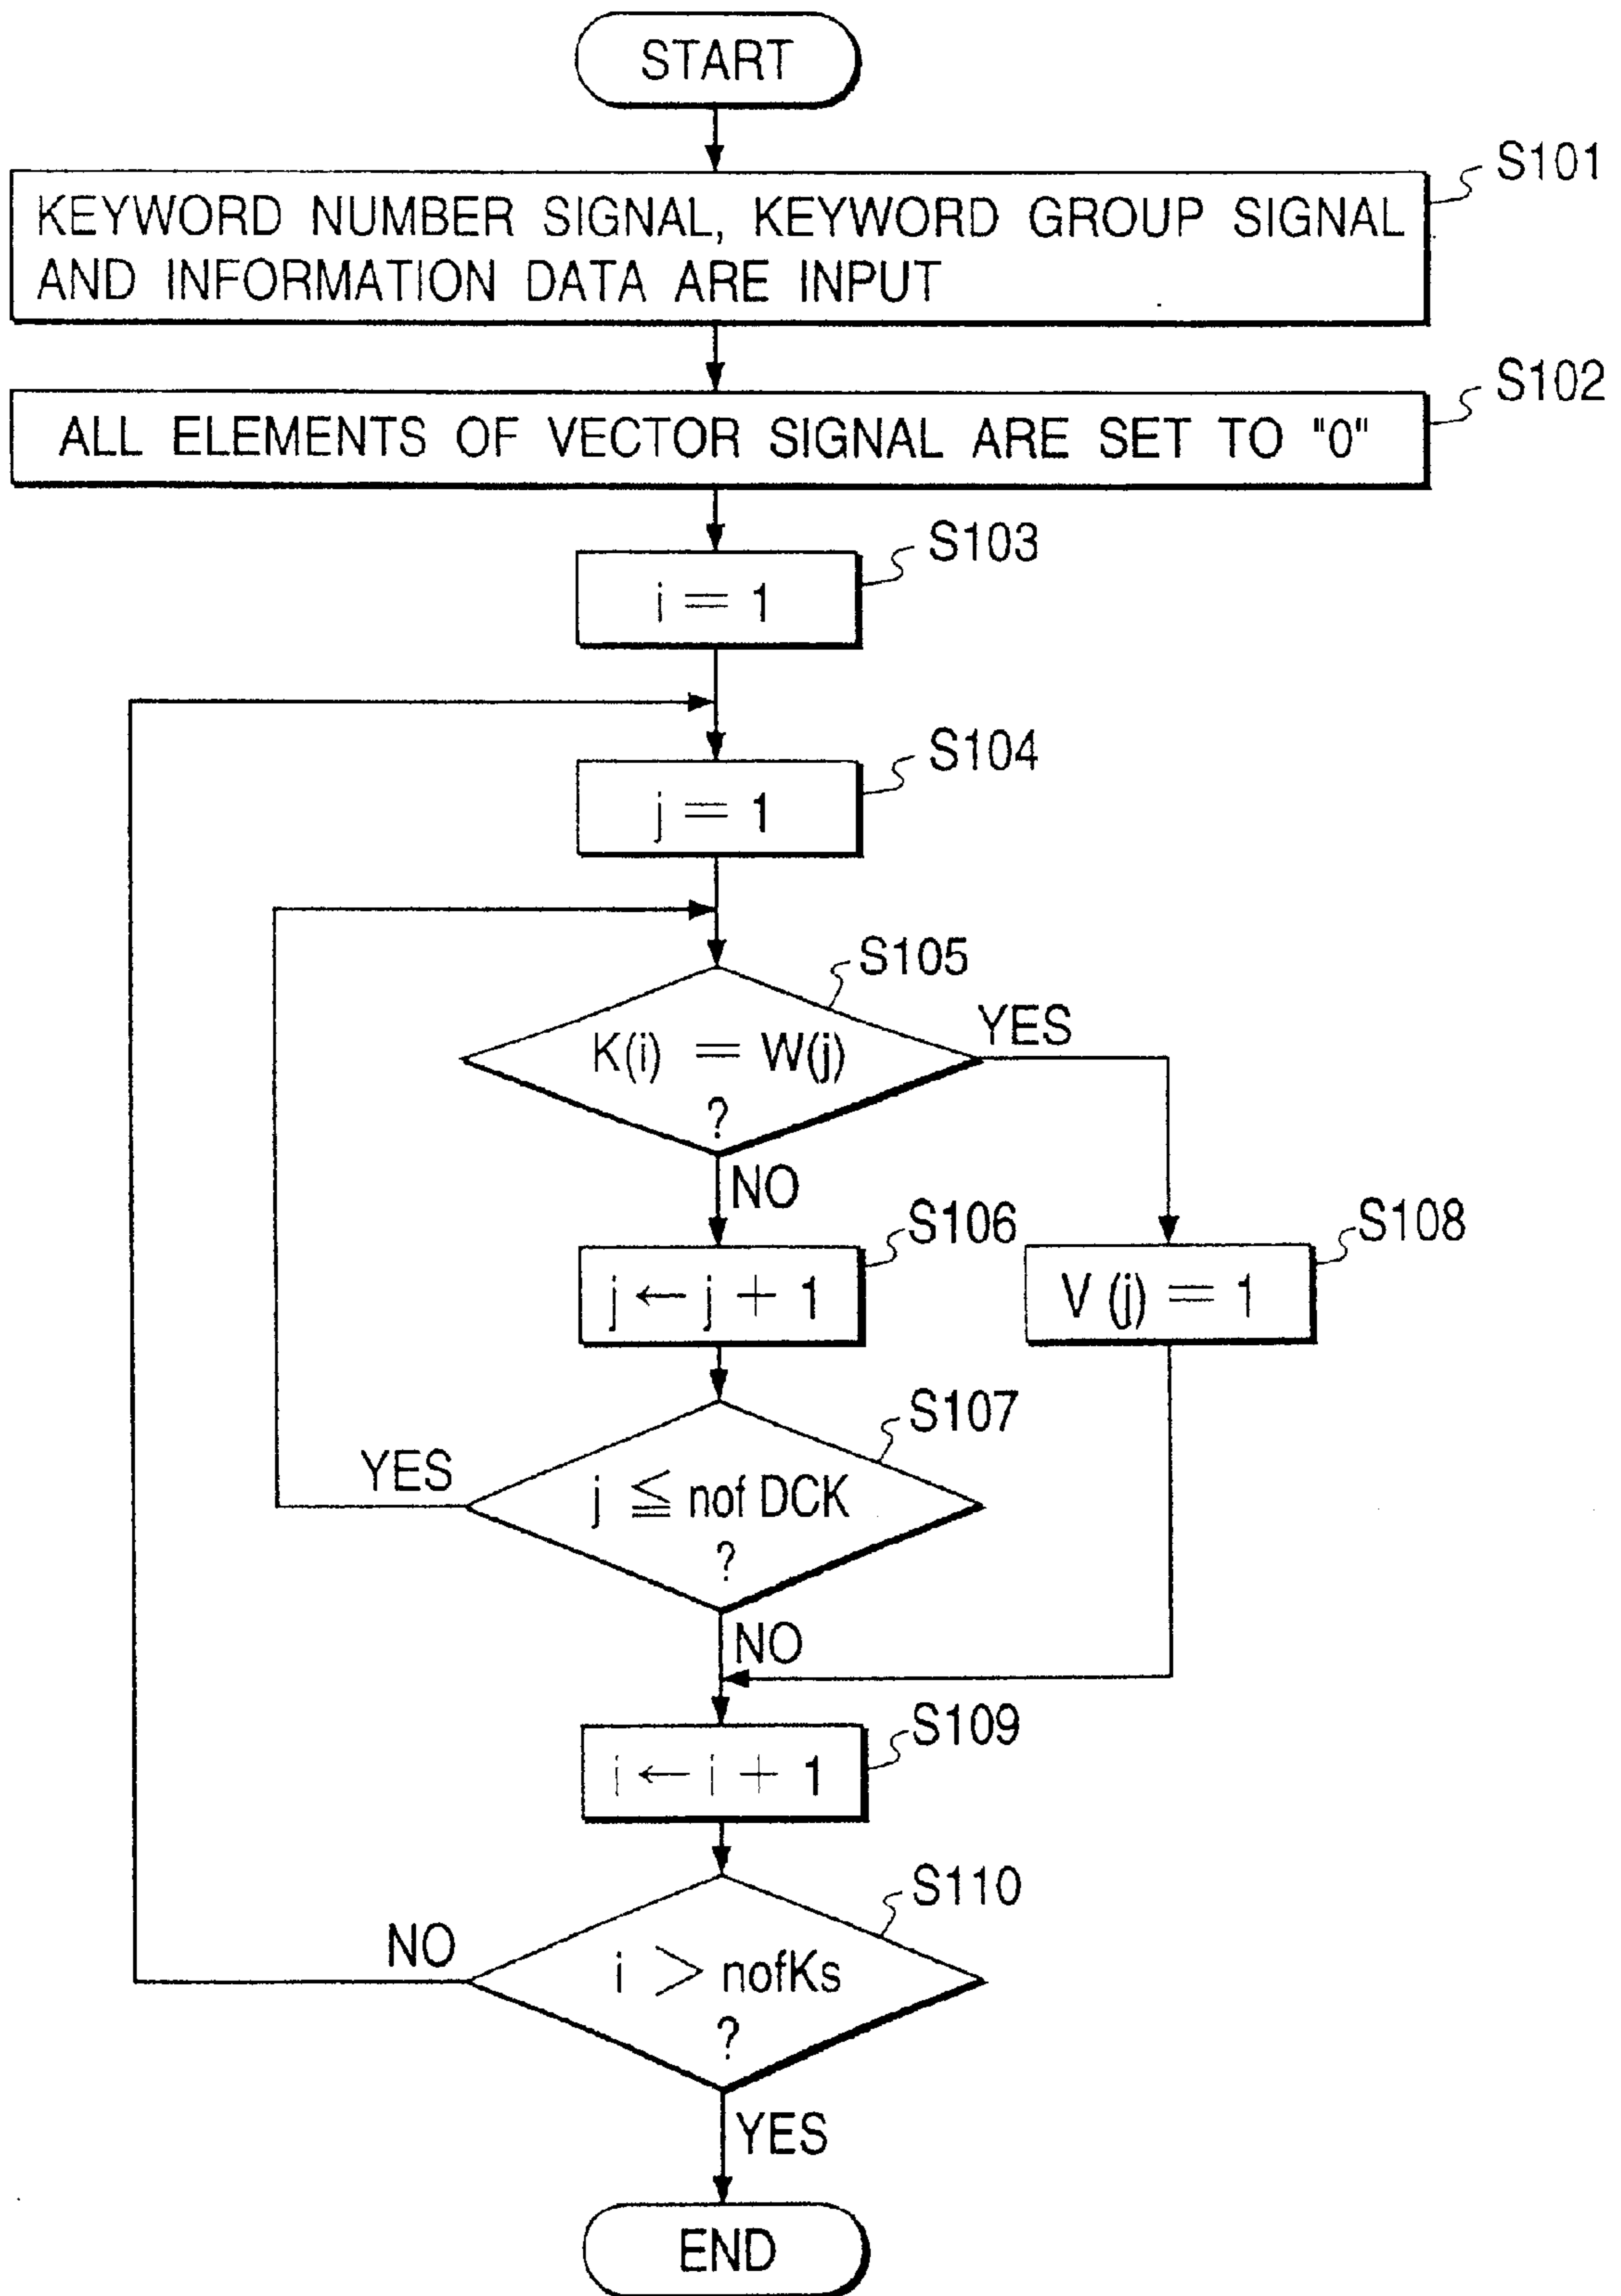 START
S101
KEYWORD NUMBER SIGNAL, KEYWORD GROUP SIGNAL
AND INFORMATION DATA ARE INPUT
S102
ALL ELEMENTS OF VECTOR SIGNAL ARE SET TO "0"
S103
i = 1
S104
j = 1
S105
K(i) = W(j)
?
YES
NO
S106
j ← j + 1
S108
V (j) = 1
S107
YES
j ≦ nof DCK
?
NO
S109
i ← i + 1
S110
NO
i > nofKs
?
YES
END